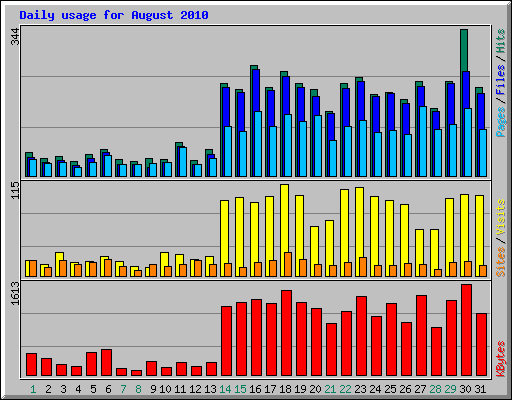 Daily usage for August 2010
344
115
1613
Pages / Files / Hits
Sites / Visits
KBytes
1 2 3 4 5 6 7 8 9 10 11 12 13 14 15 16 17 18 19 20 21 22 23 24 25 26 27 28 29 30 31